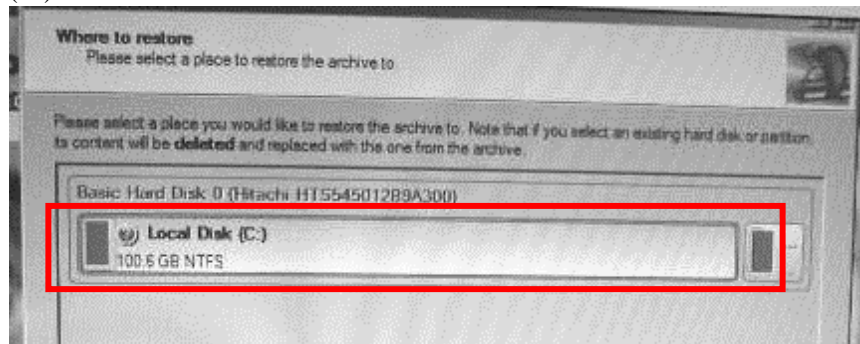 Where to restore
Please select a place to restore the archive to
Please select a place you would like to restore the archive to. Note that if you select an existing hard disk or partition,
its content will be deleted and replaced with the one from the archive.
Basic Hard Disk 0 (Hitachi HTS545012B9A300)
Local Disk (C:)
100.6 GB NTFS